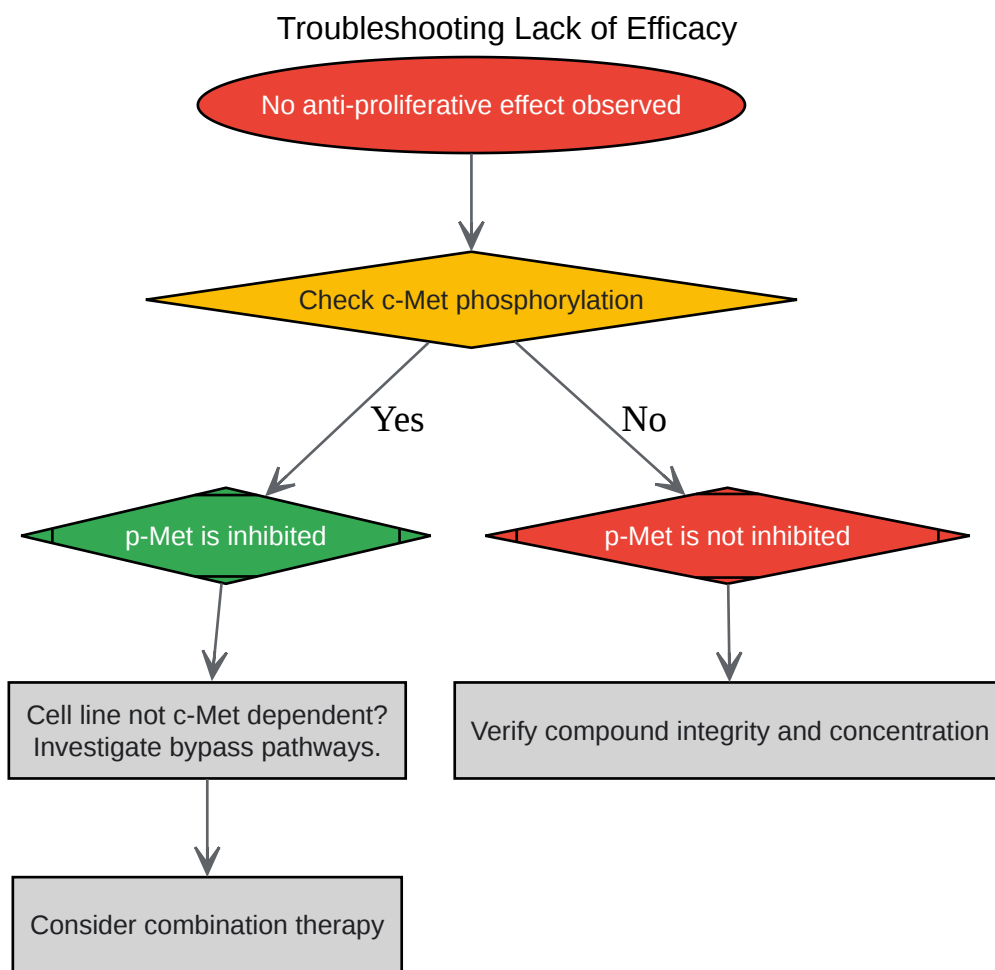 Troubleshooting Lack of Efficacy
No anti-proliferative effect observed
Check c-Met phosphorylation
Yes
No
p-Met is inhibited
p-Met is not inhibited
Cell line not c-Met dependent?
Investigate bypass pathways.
Verify compound integrity and concentration
Consider combination therapy